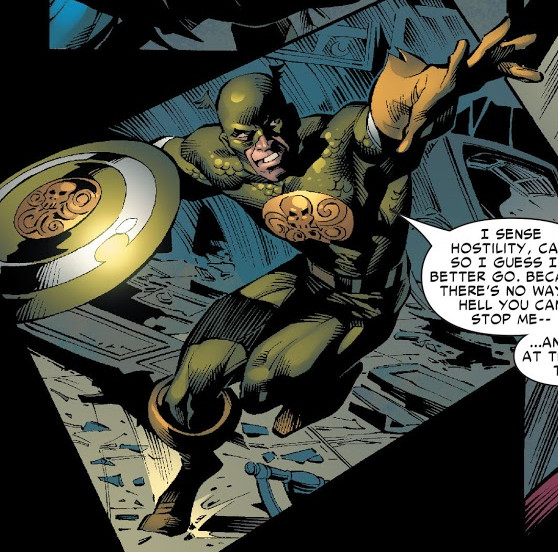 I SENSE
HOSTILITY,
SO I GUESS
BETTER GO.
THERE'S NO WAY
HELL YOU CAN
STOP ME--
AT